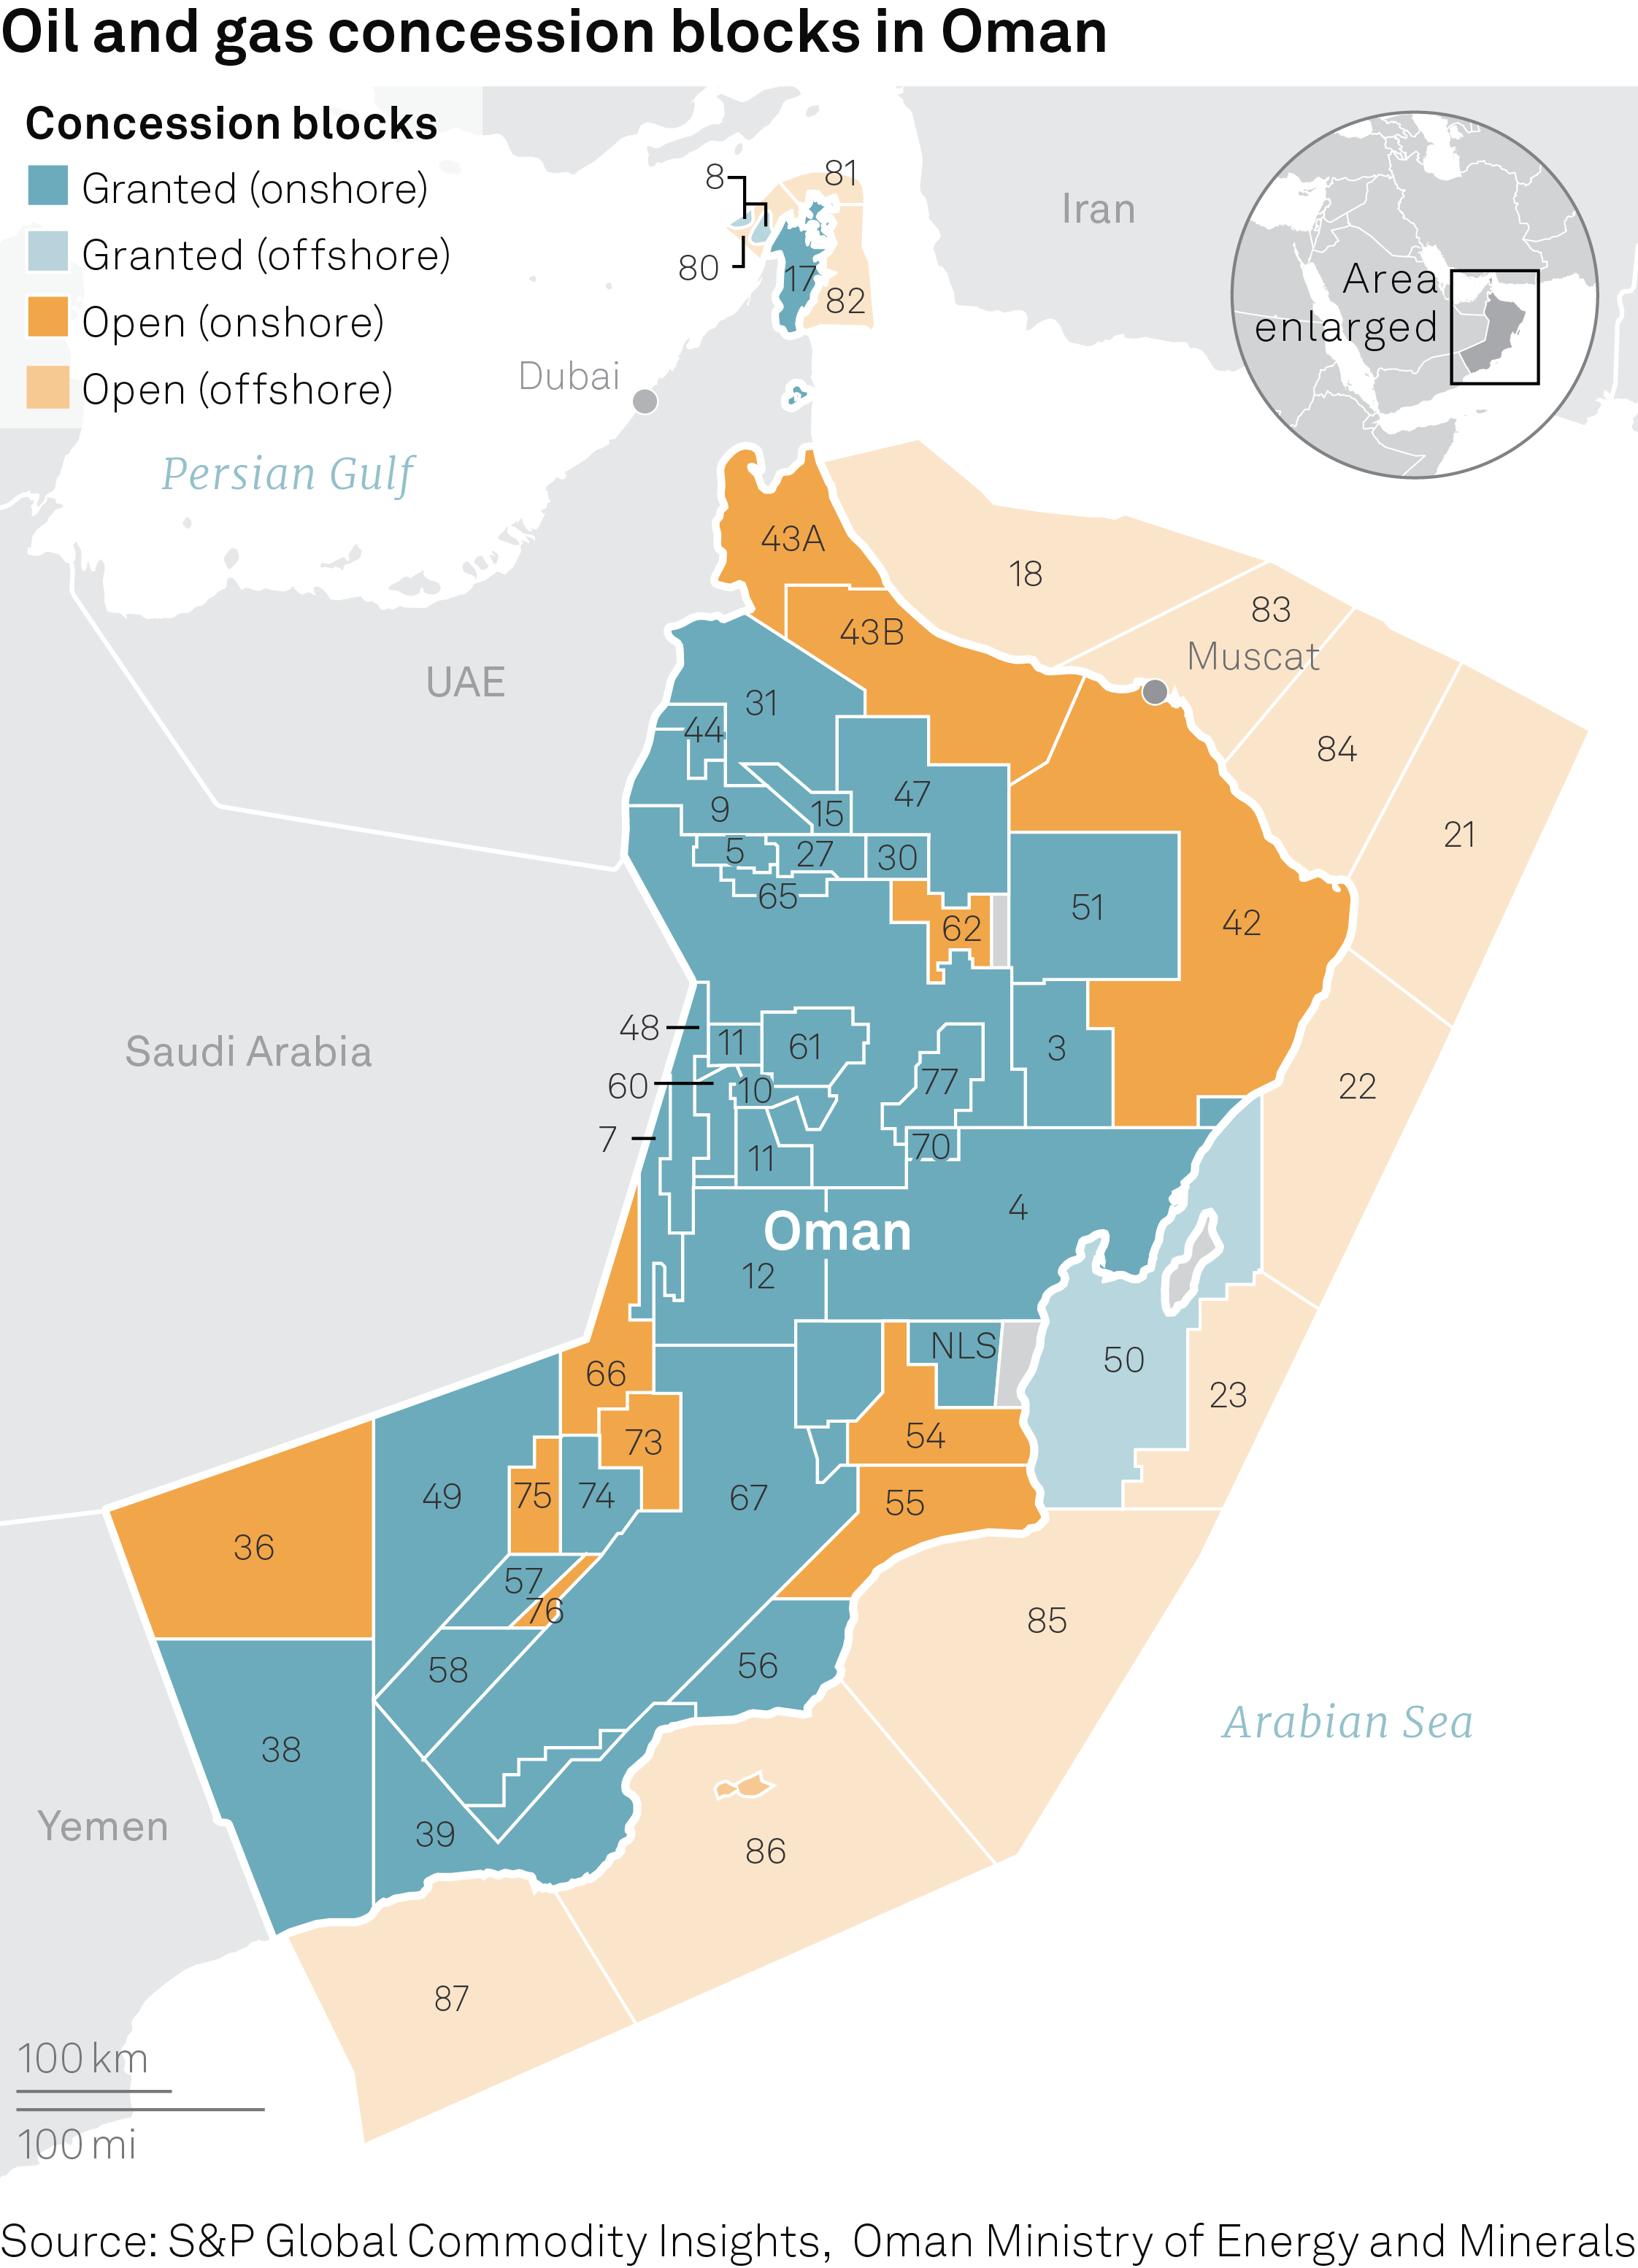 Oil and gas concession blocks in Oman
Concession blocks
Granted (onshore)
Granted (offshore)
Open (onshore)
Open (offshore)
8
81
80
17
82
Iran
Area
enlarged
Dubai
Persian Gulf
43A
18
83
43B
Muscat
UAE
31
44
84
47
9
15
21
5
27
30
65
51
62
42
48
11
61
3
Saudi Arabia
60
10
77
22
7
11
70
4
Oman
12
NLS
50
66
23
73
54
49
75
74
67
55
36
57
76
85
58
56
38
Arabian Sea
Yemen
39
86
87
100 km
100 mi
Source: S&P Global Commodity Insights, Oman Ministry of Energy and Minerals